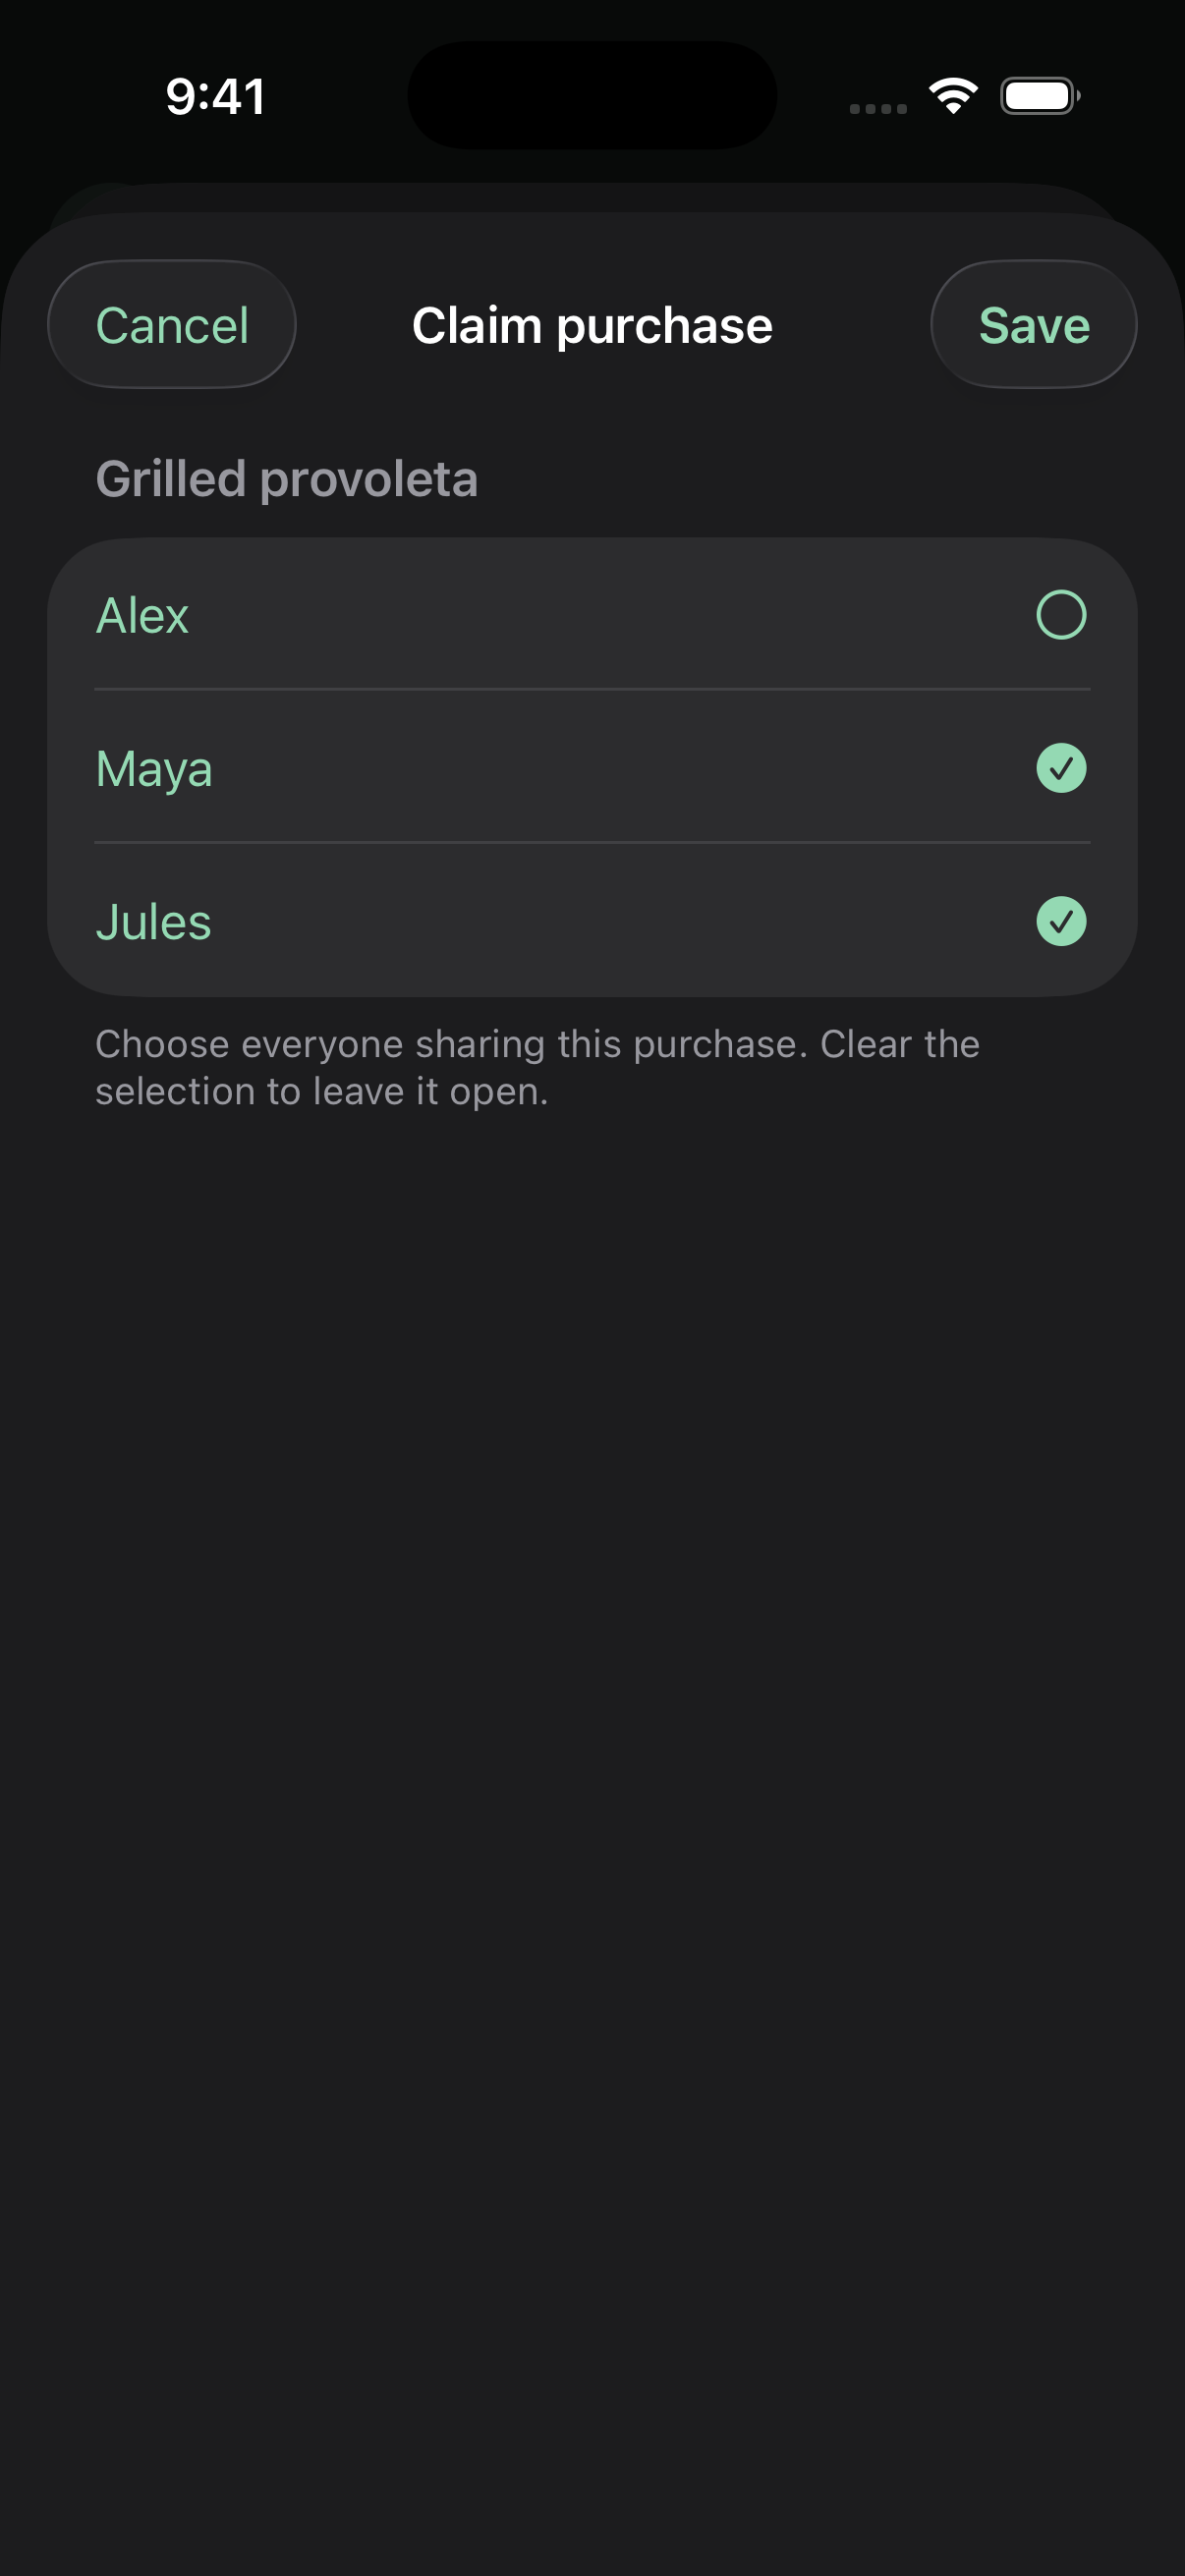 9:41
Cancel
Claim purchase
Save
Grilled provoleta
Alex
Maya
Jules
Choose everyone sharing this purchase. Clear the
selection to leave it open.